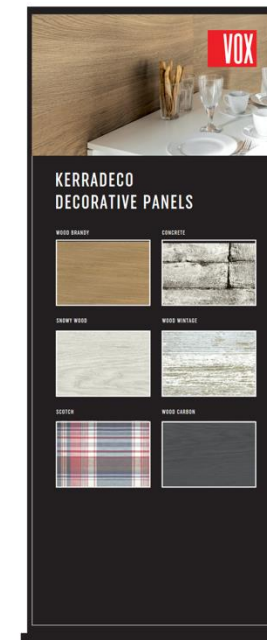 VOX
KERRADECO
DECORATIVE PANELS
WOOD BRANDY
CONCRETE
SNOWY WOOD
WOOD WINTAGE
SCOTCH
WOOD CARBON